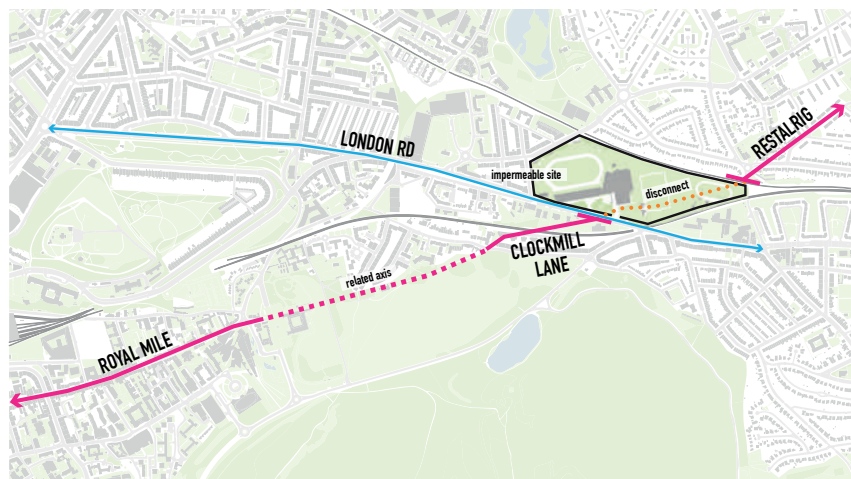 LONDON RD
RESTALRIG
impermeable site
disconnect
CLOCKMILL
LANE
related axis
ROYAL MILE